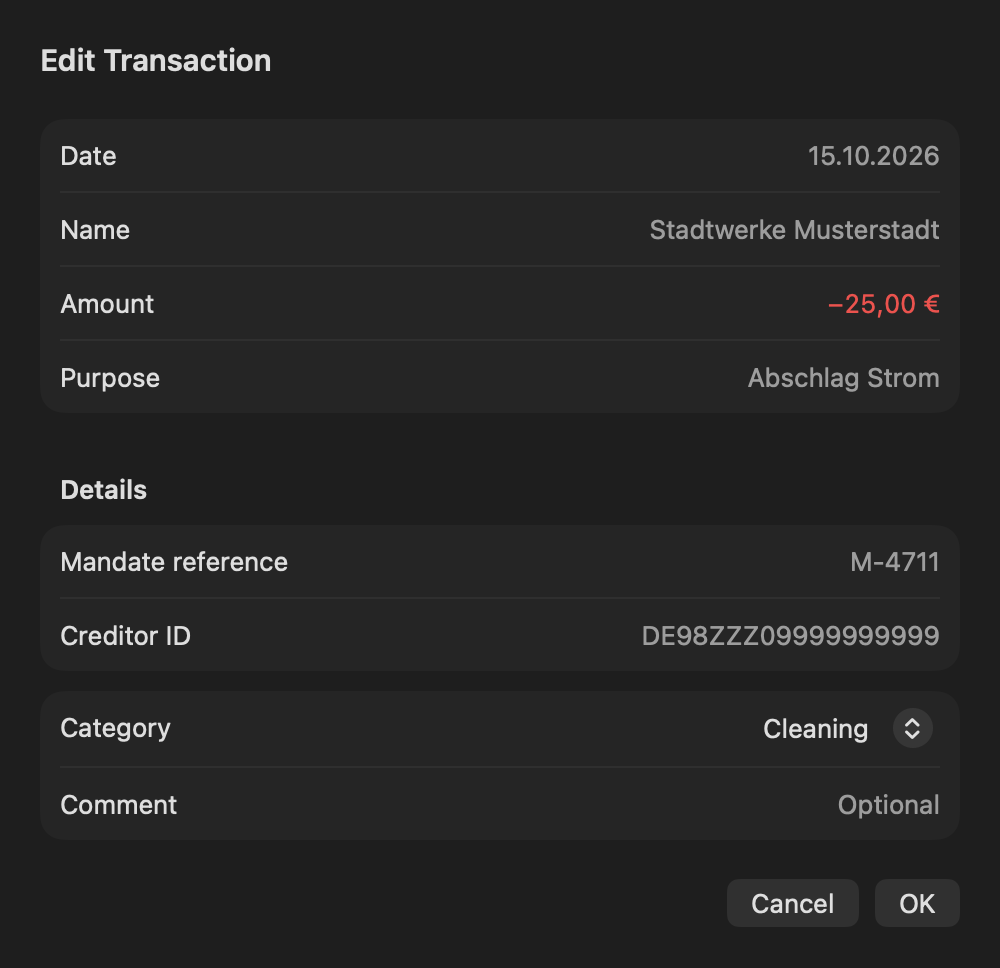 Edit Transaction
Date 15.10.2026
Name Stadtwerke Musterstadt
Amount –25,00 €
Purpose Abschlag Strom
Details
Mandate reference M-4711
Creditor ID DE98ZZZ09999999999
Category Cleaning
Comment Optional
Cancel OK